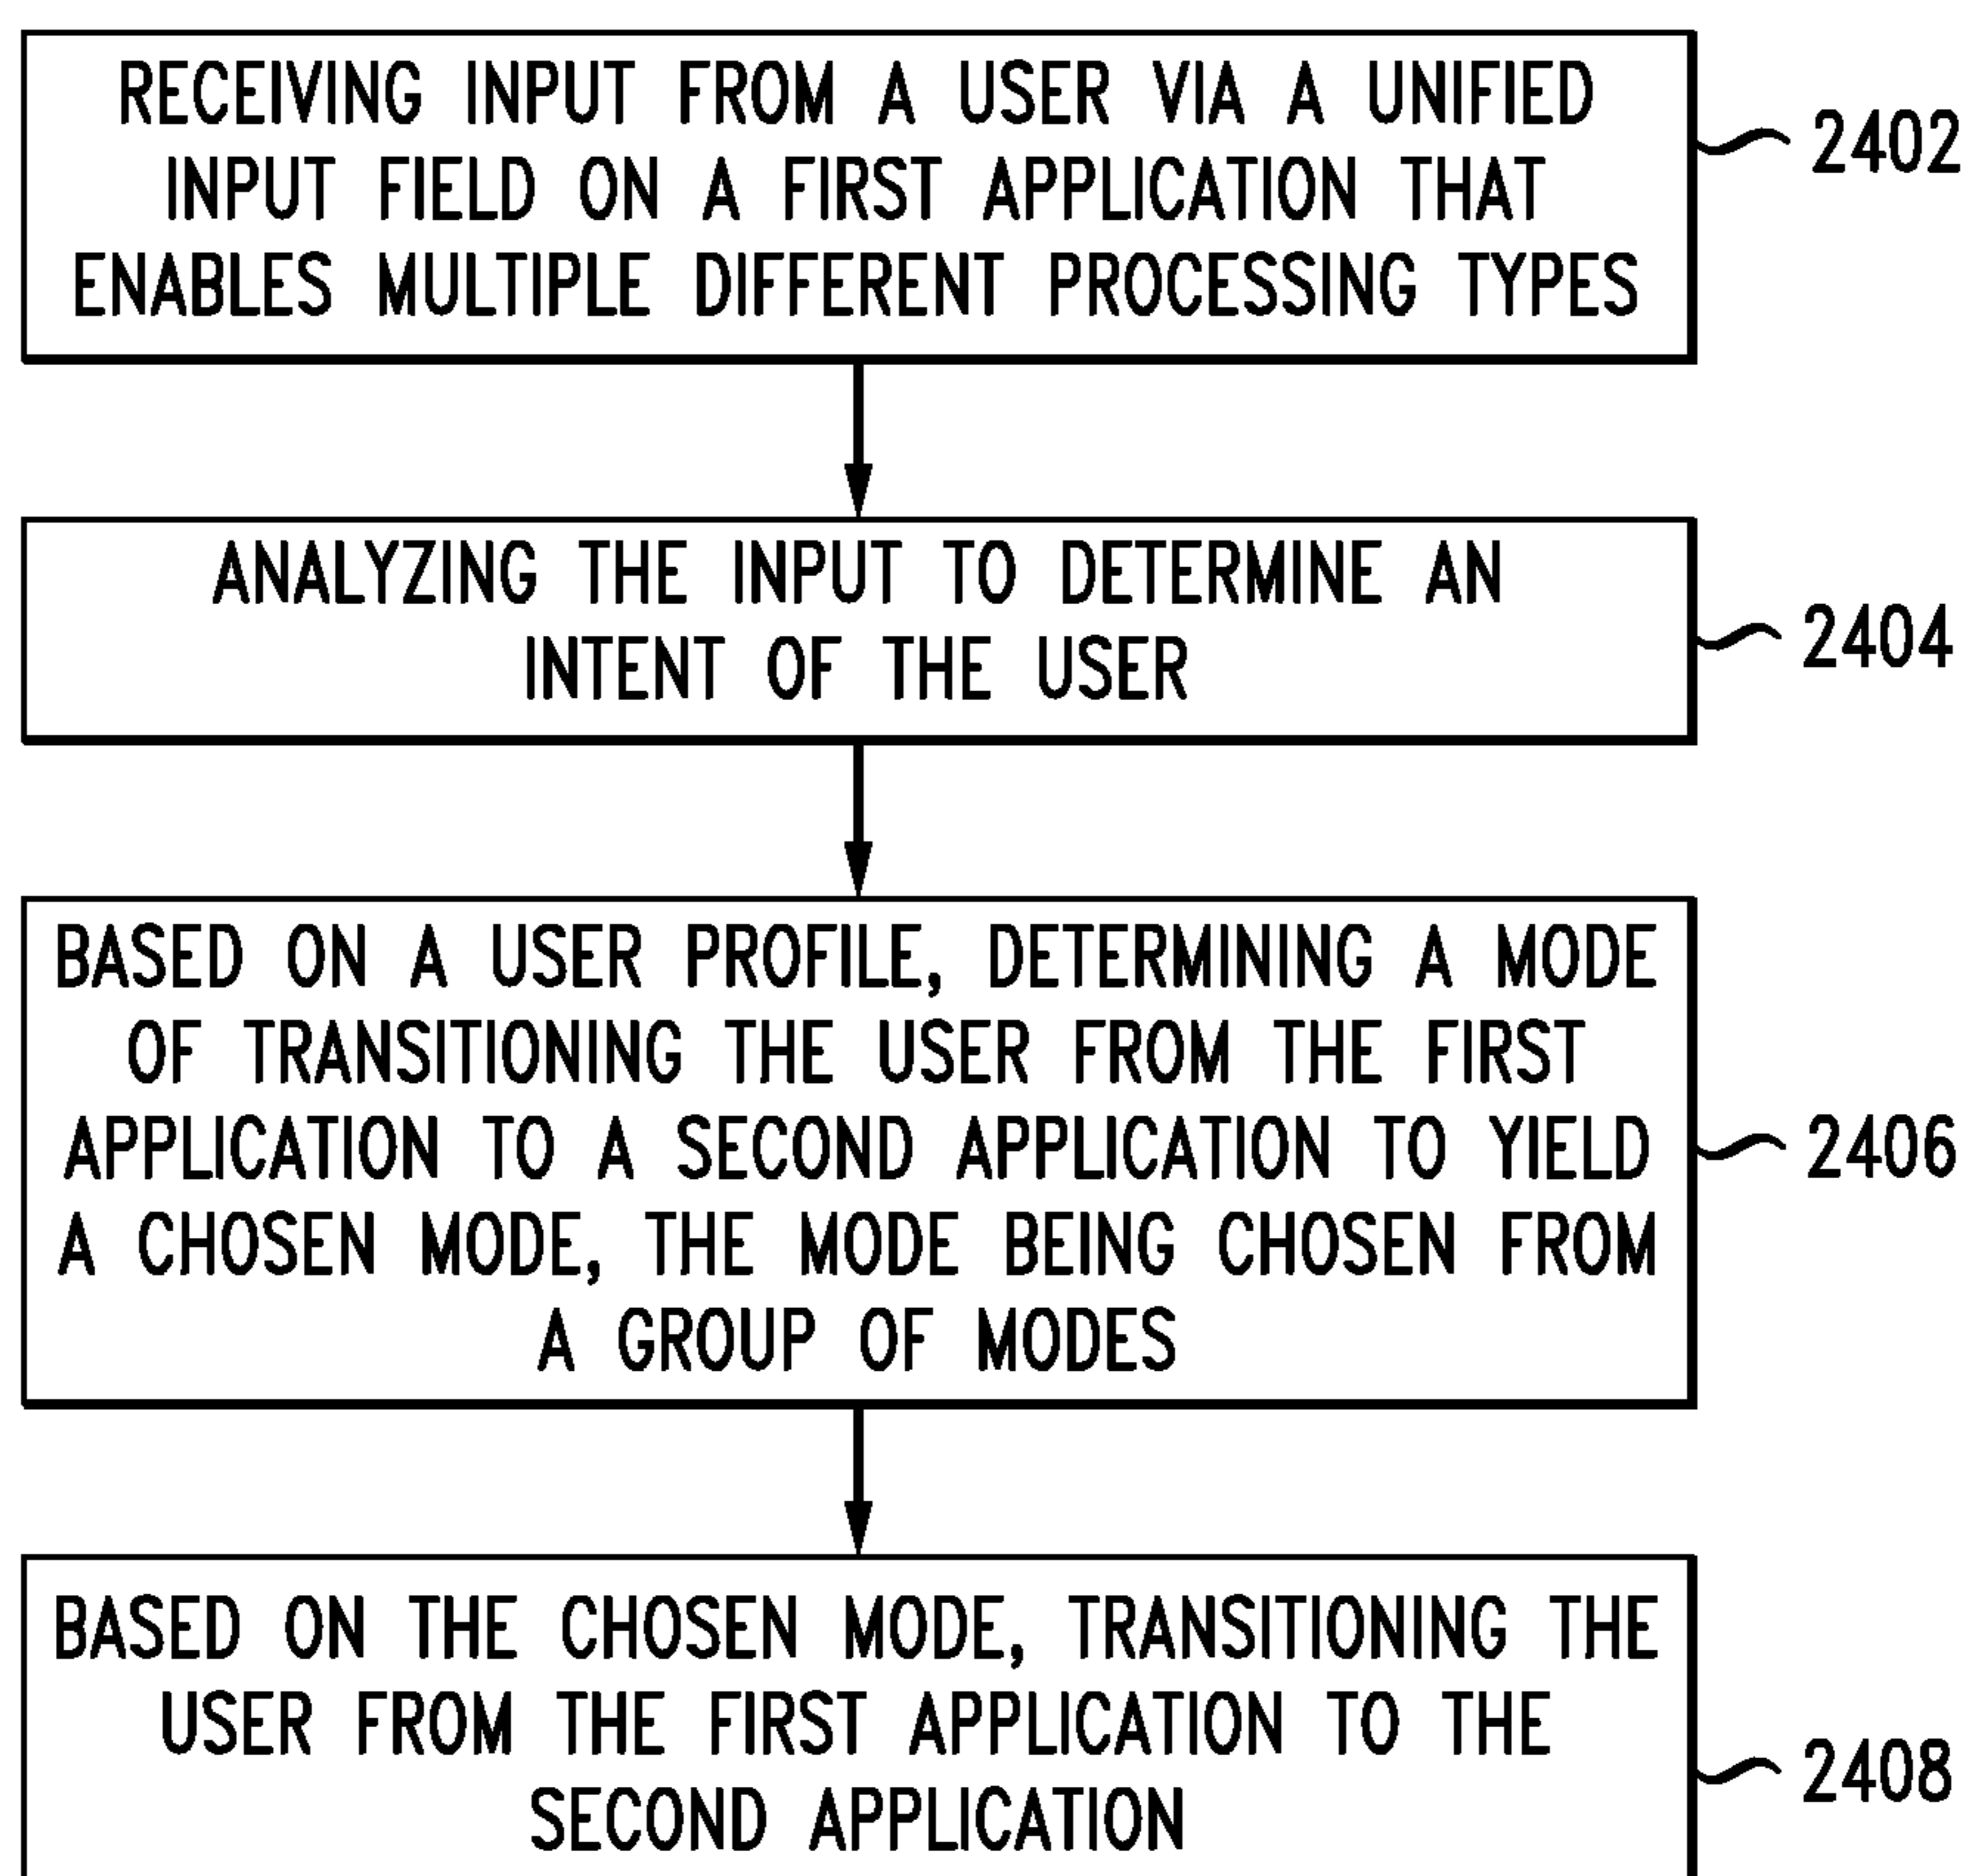 RECEIVING INPUT FROM A USER VIA A UNIFIED
INPUT FIELD ON A FIRST APPLICATION THAT
ENABLES MULTIPLE DIFFERENT PROCESSING TYPES
2402
ANALYZING THE INPUT TO DETERMINE AN
INTENT OF THE USER
2404
BASED ON A USER PROFILE, DETERMINING A MODE
OF TRANSITIONING THE USER FROM THE FIRST
APPLICATION TO A SECOND APPLICATION TO YIELD
A CHOSEN MODE, THE MODE BEING CHOSEN FROM
A GROUP OF MODES
2406
BASED ON THE CHOSEN MODE, TRANSITIONING THE
USER FROM THE FIRST APPLICATION TO THE
SECOND APPLICATION
2408